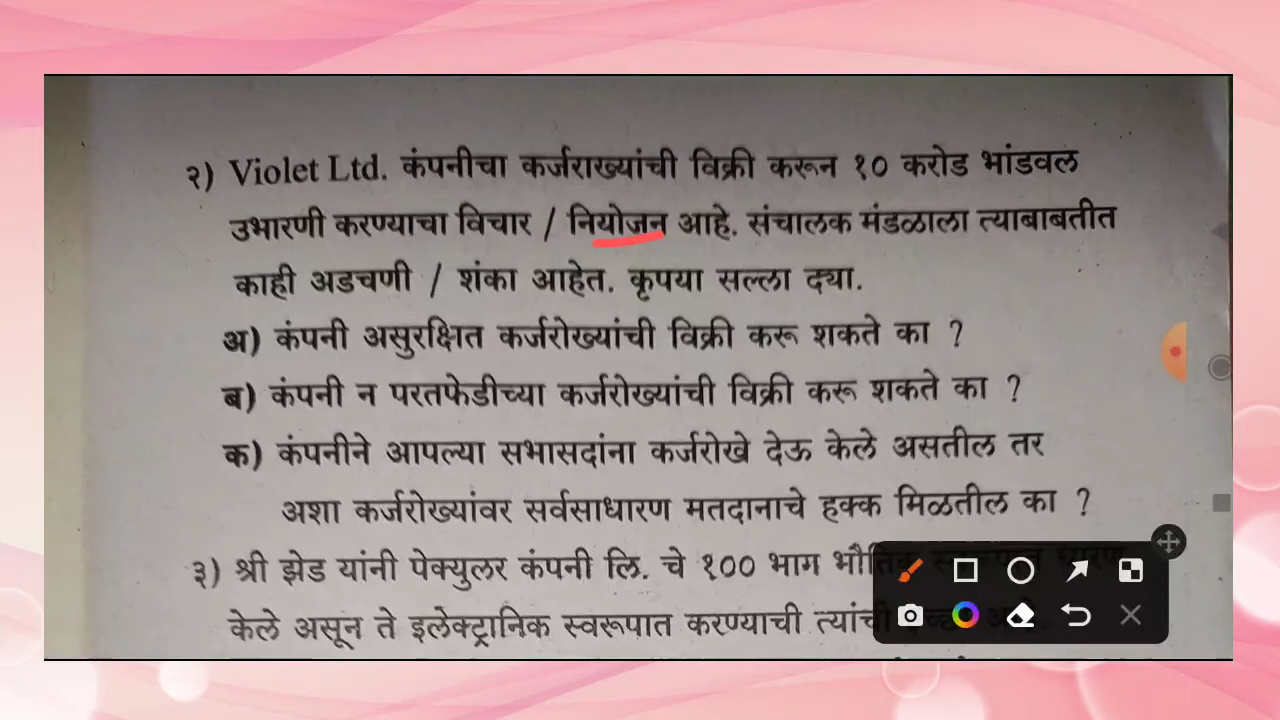 २) Violet Ltd. कंपनीचा कर्जराख्यांची विक्री करून १० करोड भांडवल
उभारणी करण्याचा विचार / नियोजन आहे. संचालक मंडळाला त्याबाबतीत
काही अडचणी / शंका आहेत. कृपया सल्ला द्या.
अ) कंपनी असुरक्षित कर्जरोख्यांची विक्री करू शकते का ?
ब) कंपनी न परतफेडीच्या कर्जरोख्यांची विक्री करू शकते का ?
क) कंपनीने आपल्या सभासदांना कर्जरोखे देऊ केले असतील तर
अशा कर्जरोख्यांवर सर्वसाधारण मतदानाचे हक्क मिळतील का ?
३) श्री झेड यांनी पेक्युलर कंपनी लि. चे १०० भाग
केले असून ते इलेक्ट्रानिक स्वरूपात करण्याची त्यांची